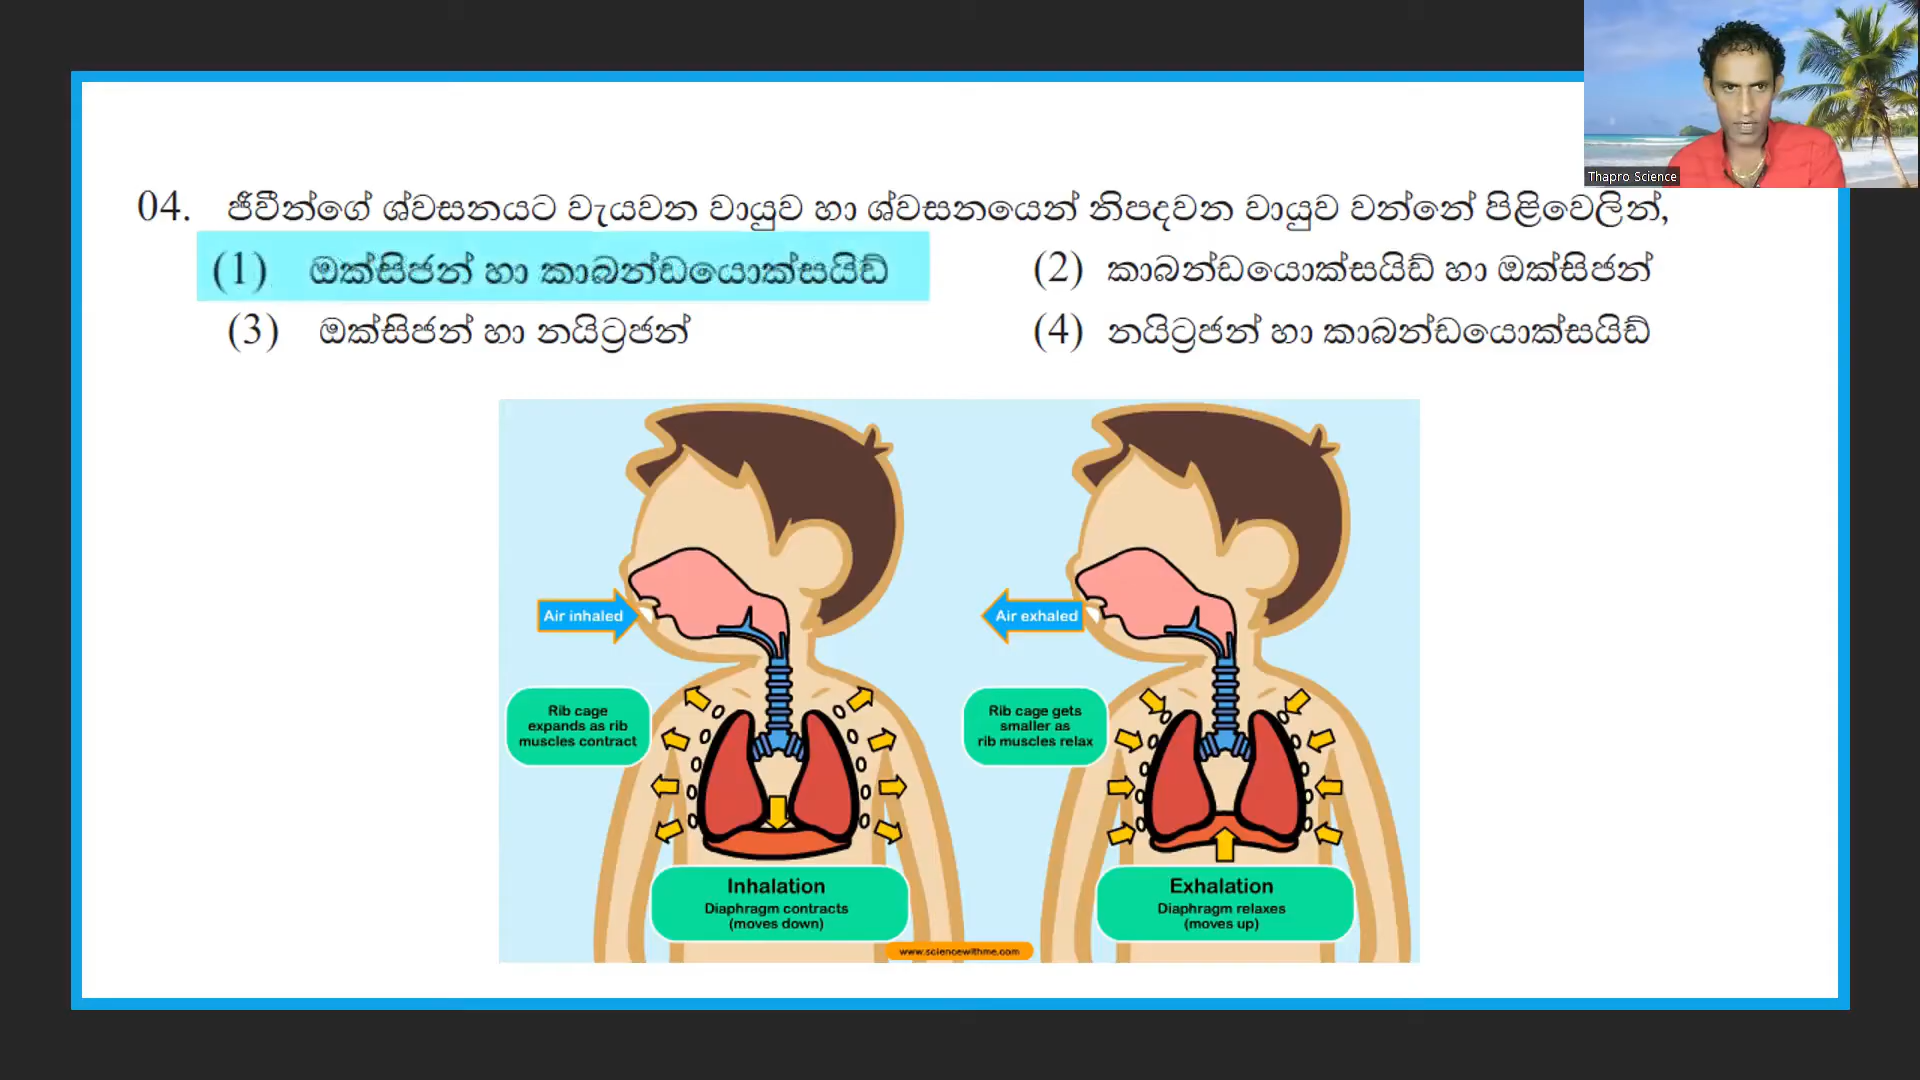 Thapro Science
04. ජීවීන්ගේ ශ්වසනයට වැයවන වායුව හා ශ්වසනයෙන් නිපදවන වායුව වන්නේ පිළිවෙලින්,
(1) ඔක්සිජන් හා කාබන්ඩයොක්සයිඩ්
(2) කාබන්ඩයොක්සයිඩ් හා ඔක්සිජන්
(3) ඔක්සිජන් හා නයිට්‍රජන්
(4) නයිට්‍රජන් හා කාබන්ඩයොක්සයිඩ්
Air inhaled
Rib cage
expands as rib
muscles contract
Inhalation
Diaphragm contracts
(moves down)
Air exhaled
Rib cage gets
smaller as
rib muscles relax
Exhalation
Diaphragm relaxes
(moves up)
www.sciencewithme.com